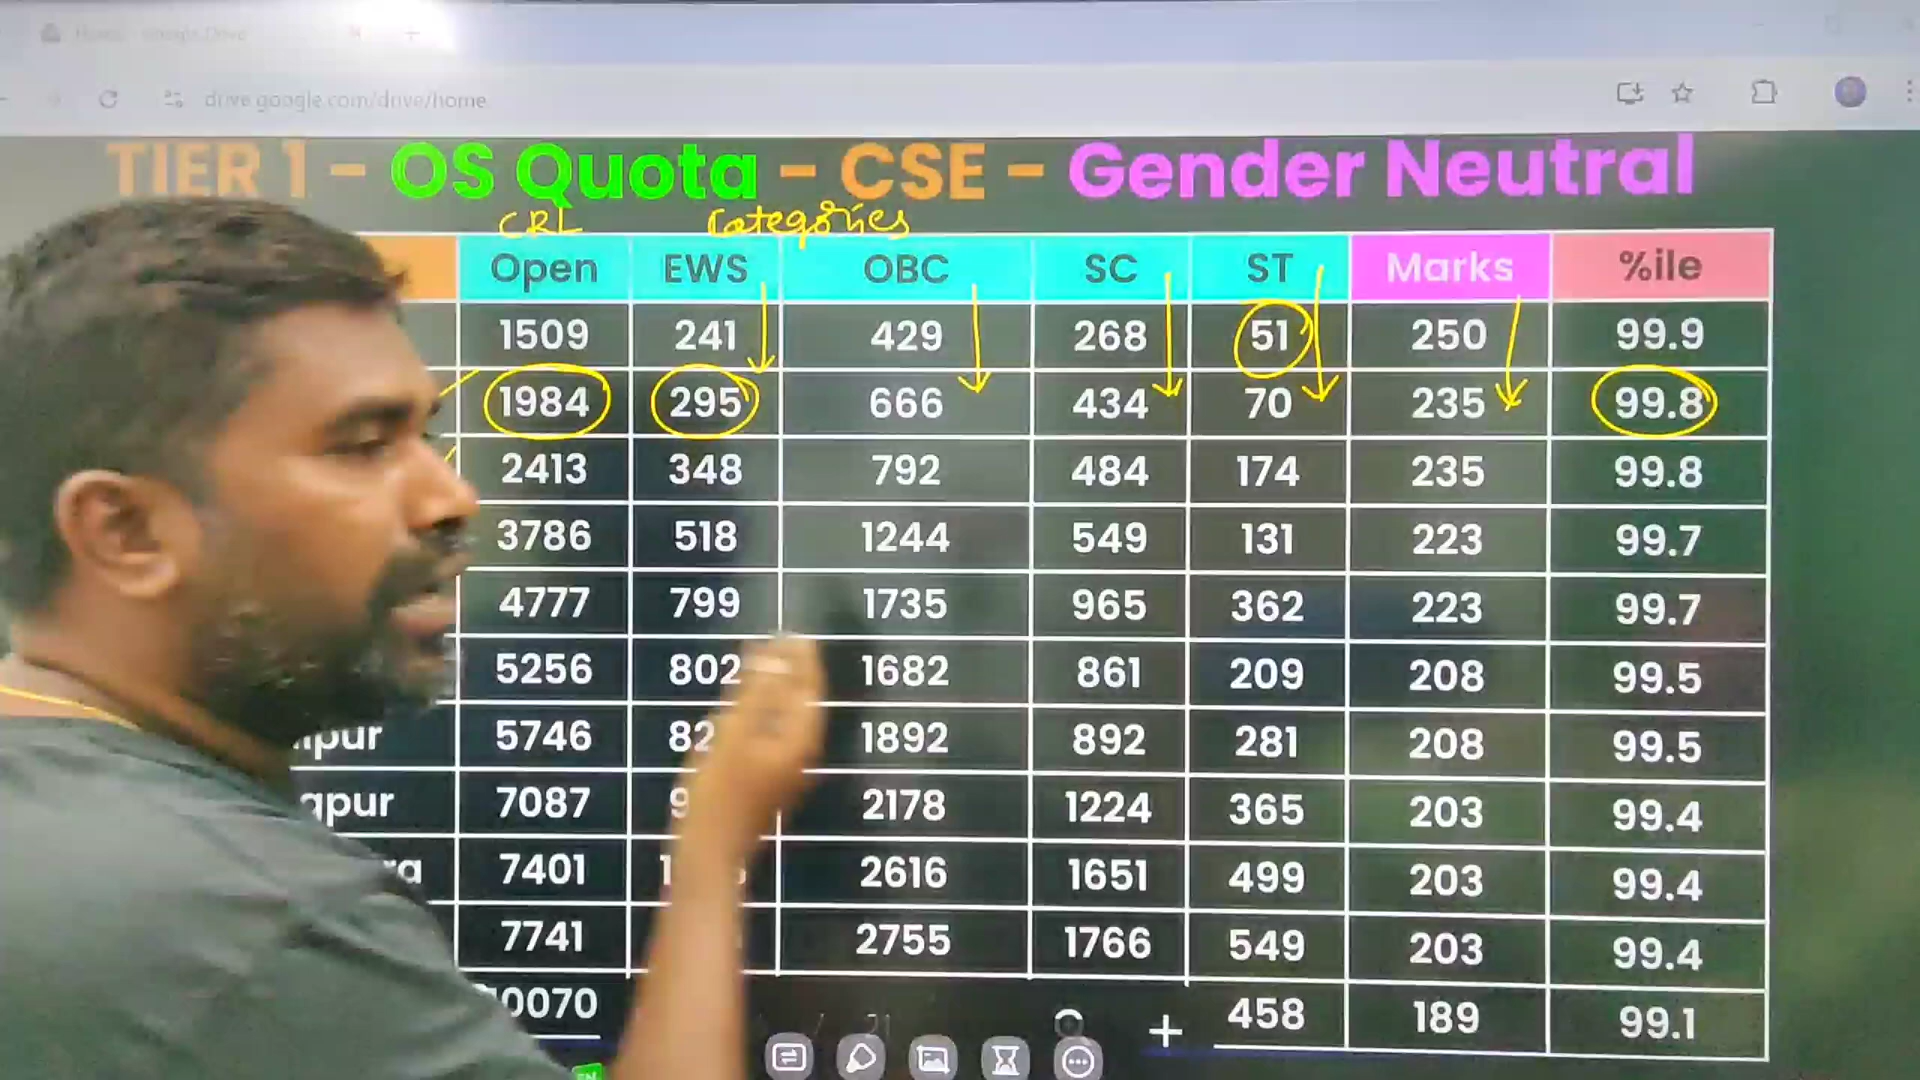 drive.google.com/drive/home
TIER 1 - OS Quota - CSE - Gender Neutral
CRL Categories
Open EWS OBC SC ST Marks %ile
1509 241 429 268 51 250 99.9
1984 295 666 434 70 235 99.8
2413 348 792 484 174 235 99.8
3786 518 1244 549 131 223 99.7
4777 799 1735 965 362 223 99.7
5256 802 1682 861 209 208 99.5
5746 1892 892 281 208 99.5
7087 2178 1224 365 203 99.4
7401 2616 1651 499 203 99.4
7741 2755 1766 549 203 99.4
458 189 99.1